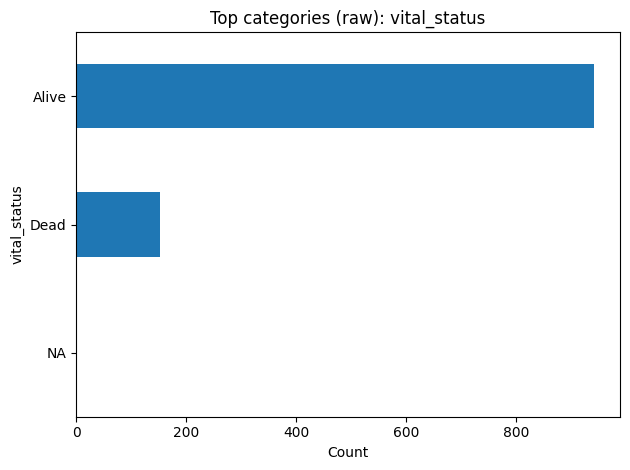 Top categories (raw): vital_status
vital_status
Alive
Dead
NA
0 200 400 600 800
Count